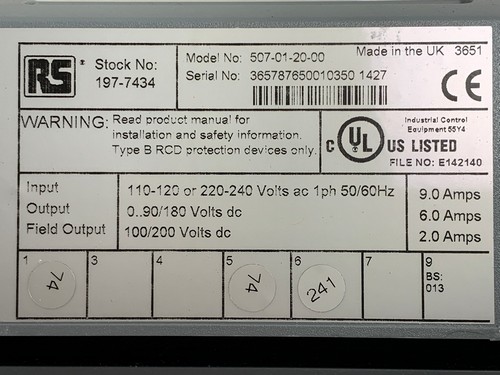 RS
Stock No:
197-7434
Model No: 507-01-20-00
Made in the UK 3651
Serial No: 365787650010350 1427
CE
WARNING: Read product manual for
installation and safety information.
Type B RCD protection devices only.
C UL US LISTED
Industrial Control
Equipment 55Y4
FILE NO: E142140
Input 110-120 or 220-240 Volts ac 1ph 50/60Hz 9.0 Amps
Output 0..90/180 Volts dc 6.0 Amps
Field Output 100/200 Volts dc 2.0 Amps
1 3 4 5 6 7 9
74 74 241 BS:
013